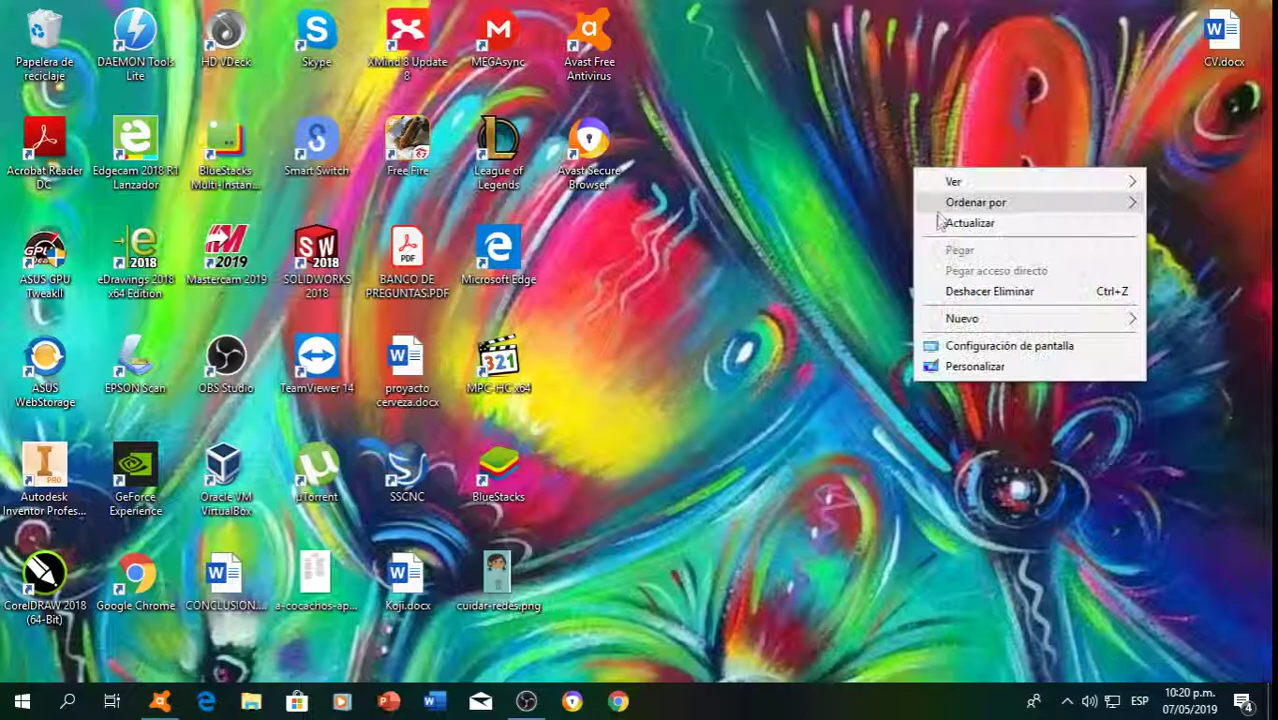 Papelera de
reciclaje
DAEMON Tools
Lite
HD VDeck
Skype
XMind 8 Update
8
MEGAsync
Avast Free
Antivirus
CV.docx
Acrobat Reader
DC
Edgecam 2018 R1
Lanzador
BlueStacks
Multi-Instan...
Smart Switch
Free Fire
League of
Legends
Avast Secure
Browser
ASUS GPU
TweakII
eDrawings 2018
x64 Edition
Mastercam 2019
SOLIDWORKS
2018
BANCO DE
PREGUNTAS.PDF
Microsoft Edge
ASUS
WebStorage
EPSON Scan
OBS Studio
TeamViewer 14
proyacto
cerveza.docx
MPC-HC x64
Autodesk
Inventor Profes...
GeForce
Experience
Oracle VM
VirtualBox
µTorrent
SSCNC
BlueStacks
CorelDRAW 2018
(64-Bit)
Google Chrome
CONCLUSION....
a-cocachos-ap...
Koji.docx
cuidar-redes.png
Ver
Ordenar por
Actualizar
Pegar
Pegar acceso directo
Deshacer Eliminar Ctrl+Z
Nuevo
Configuración de pantalla
Personalizar
ESP
10:20 p.m.
07/05/2019
4